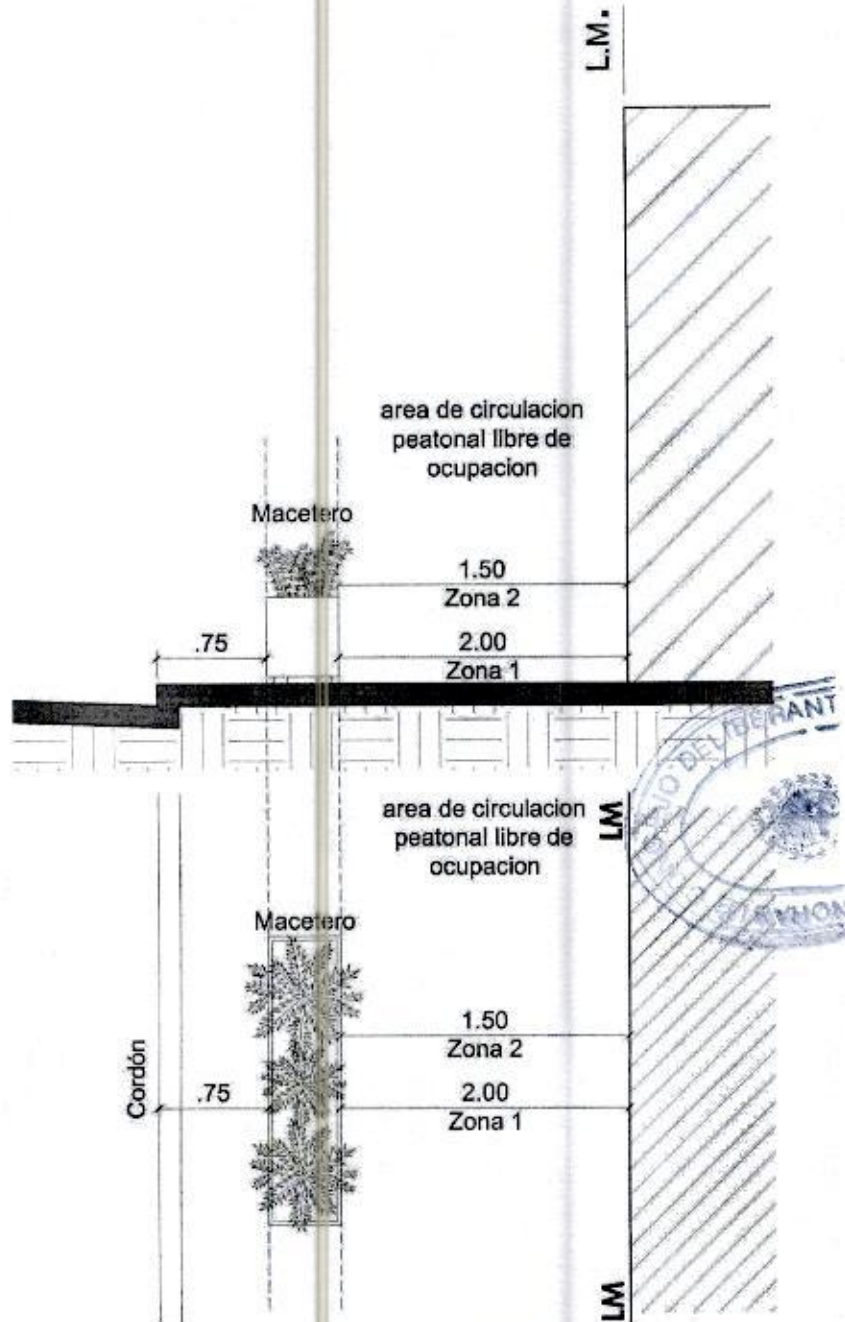 L.M.
area de circulacion
peatonal libre de
ocupacion
Macetero
1.50
Zona 2
.75
2.00
Zona 1
area de circulacion
peatonal libre de
ocupacion
LM
Macetero
1.50
Zona 2
Cordón
.75
2.00
Zona 1
LM